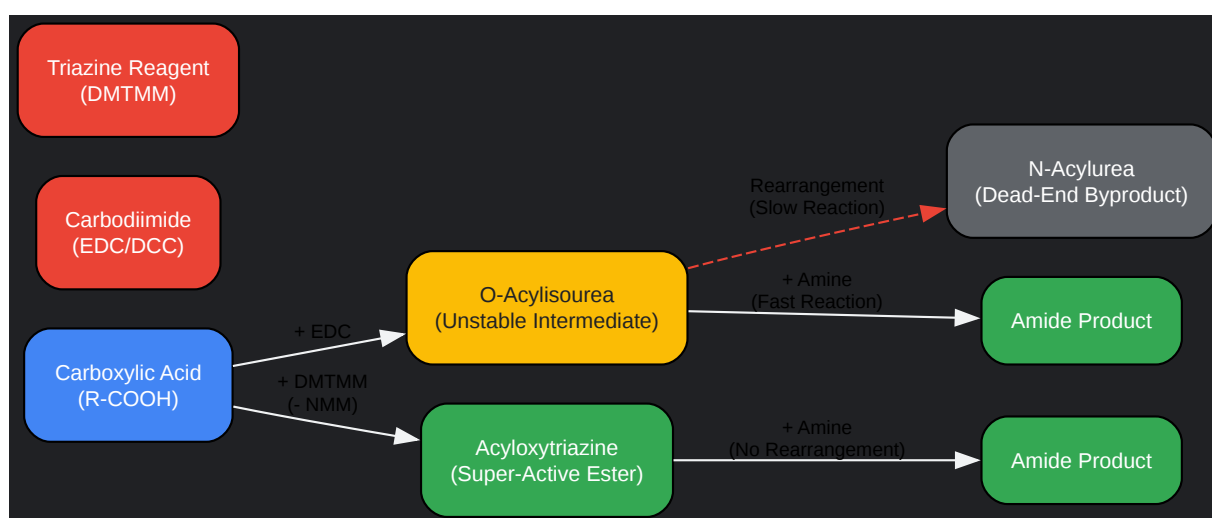 Triazine Reagent
(DMTMM)
Carbodiimide
(EDC/DCC)
Carboxylic Acid
(R-COOH)
+ EDC
+ DMTMM
(- NMM)
O-Acylisourea
(Unstable Intermediate)
Acyloxytriazine
(Super-Active Ester)
Rearrangement
(Slow Reaction)
+ Amine
(Fast Reaction)
+ Amine
(No Rearrangement)
N-Acylurea
(Dead-End Byproduct)
Amide Product
Amide Product